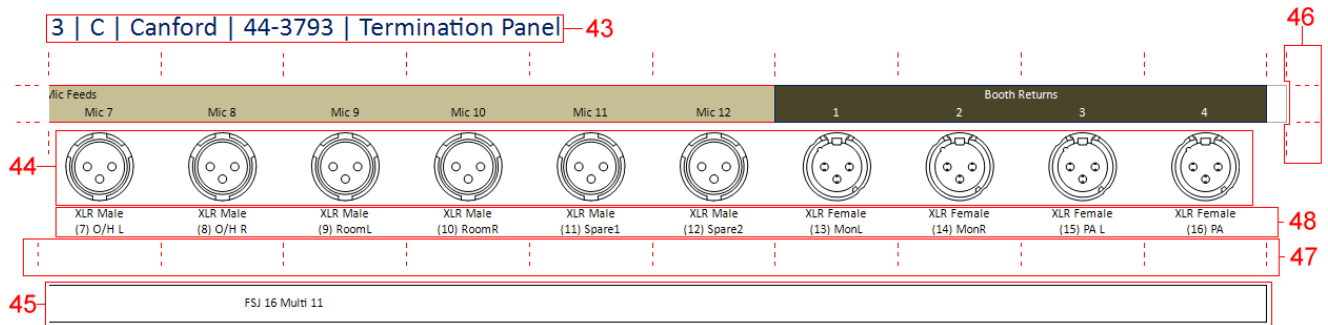 3 | C | Canford | 44-3793 | Termination Panel 43
46
Mic Feeds Booth Returns
Mic 7 Mic 8 Mic 9 Mic 10 Mic 11 Mic 12 1 2 3 4
44
XLR Male XLR Male XLR Male XLR Male XLR Male XLR Male XLR Female XLR Female XLR Female XLR Female 48
(7) O/H L (8) O/H R (9) RoomL (10) RoomR (11) Spare1 (12) Spare2 (13) MonL (14) MonR (15) PA L (16) PA
47
45 FSJ 16 Multi 11